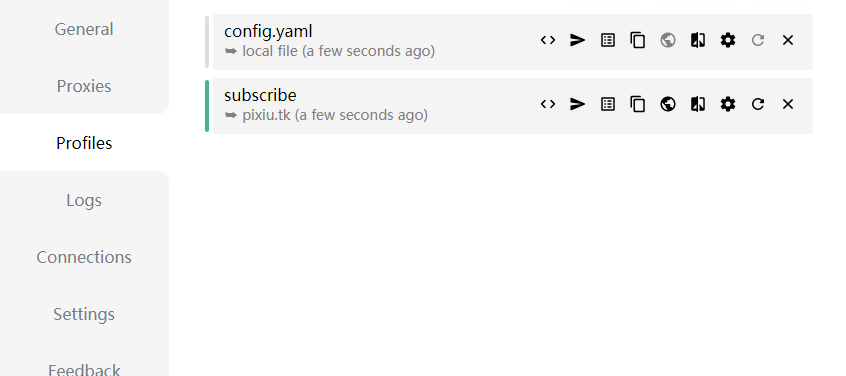 General
Proxies
Profiles
Logs
Connections
Settings
Feedback
config.yaml
➥ local file (a few seconds ago)
subscribe
➥ pixiu.tk (a few seconds ago)